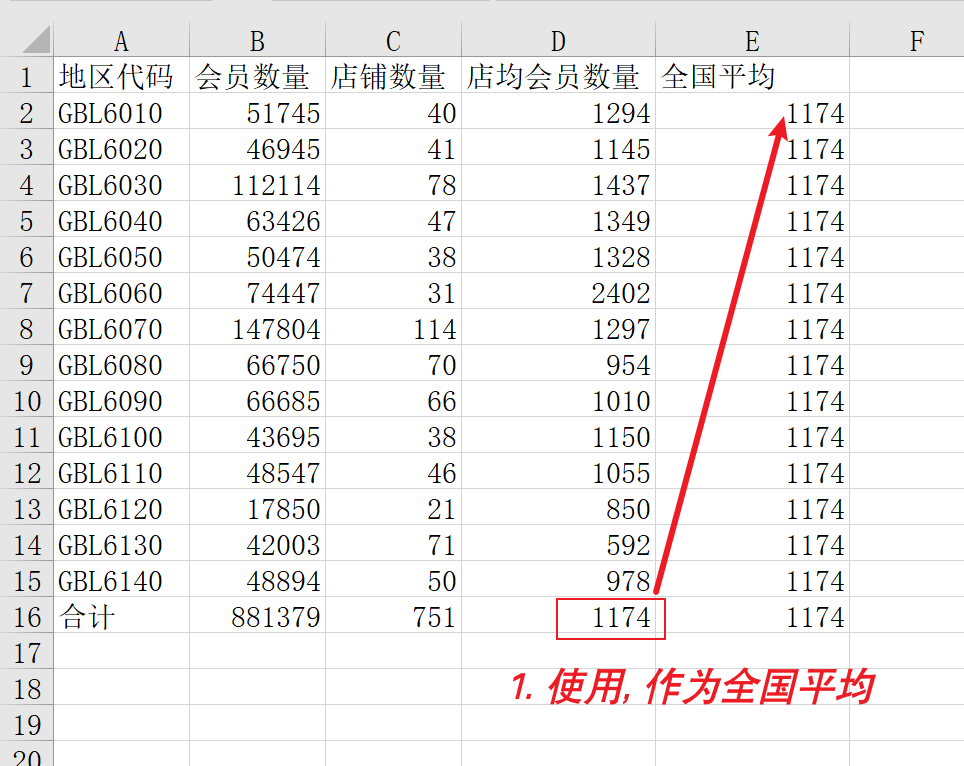 A B C D E F
1 地区代码 会员数量 店铺数量 店均会员数量 全国平均
2 GBL6010 51745 40 1294 1174
3 GBL6020 46945 41 1145 1174
4 GBL6030 112114 78 1437 1174
5 GBL6040 63426 47 1349 1174
6 GBL6050 50474 38 1328 1174
7 GBL6060 74447 31 2402 1174
8 GBL6070 147804 114 1297 1174
9 GBL6080 66750 70 954 1174
10 GBL6090 66685 66 1010 1174
11 GBL6100 43695 38 1150 1174
12 GBL6110 48547 46 1055 1174
13 GBL6120 17850 21 850 1174
14 GBL6130 42003 71 592 1174
15 GBL6140 48894 50 978 1174
16 合计 881379 751 1174 1174
17
18 1. 使用, 作为全国平均
19
20